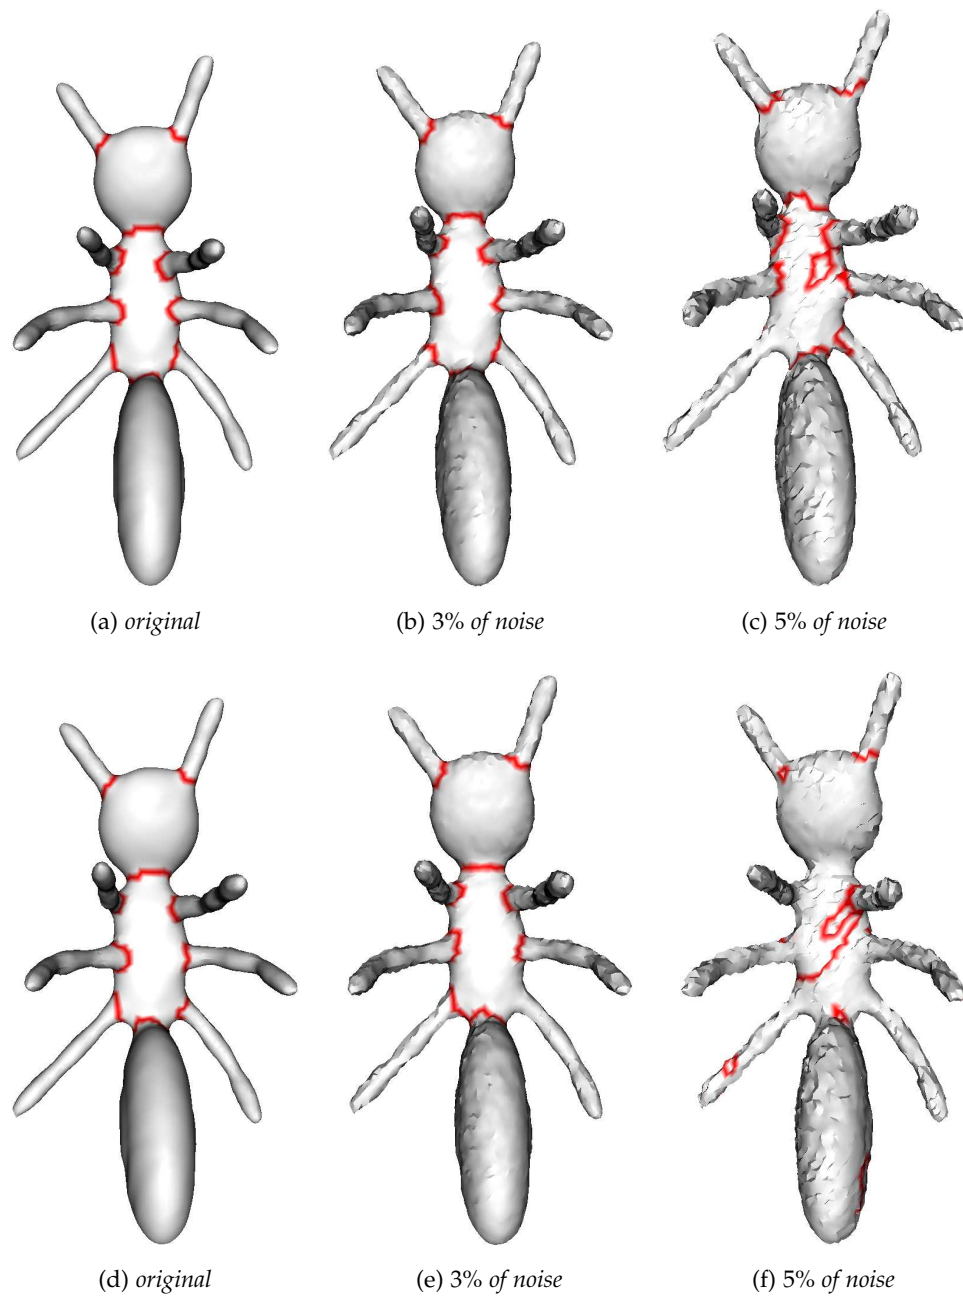 (a) original
(b) 3% of noise
(c) 5% of noise
(d) original
(e) 3% of noise
(f) 5% of noise